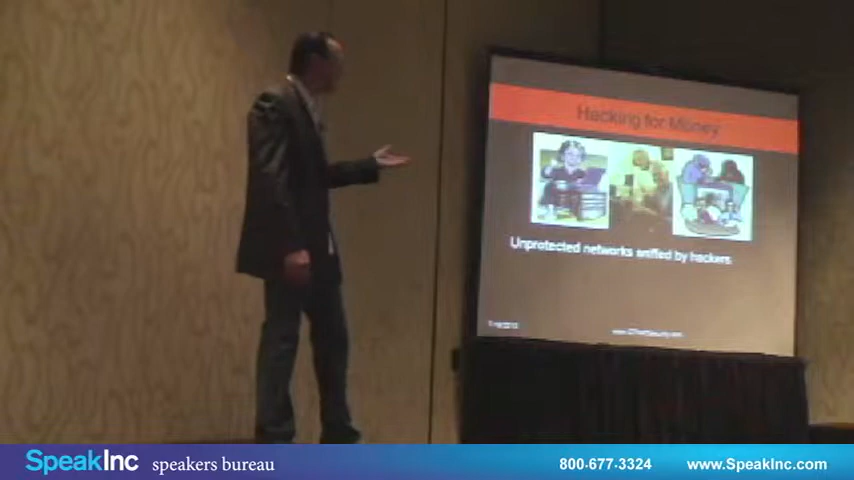 Hacking for Money
Unprotected networks sniffed by hackers
SpeakInc speakers bureau 800-677-3324 www.SpeakInc.com